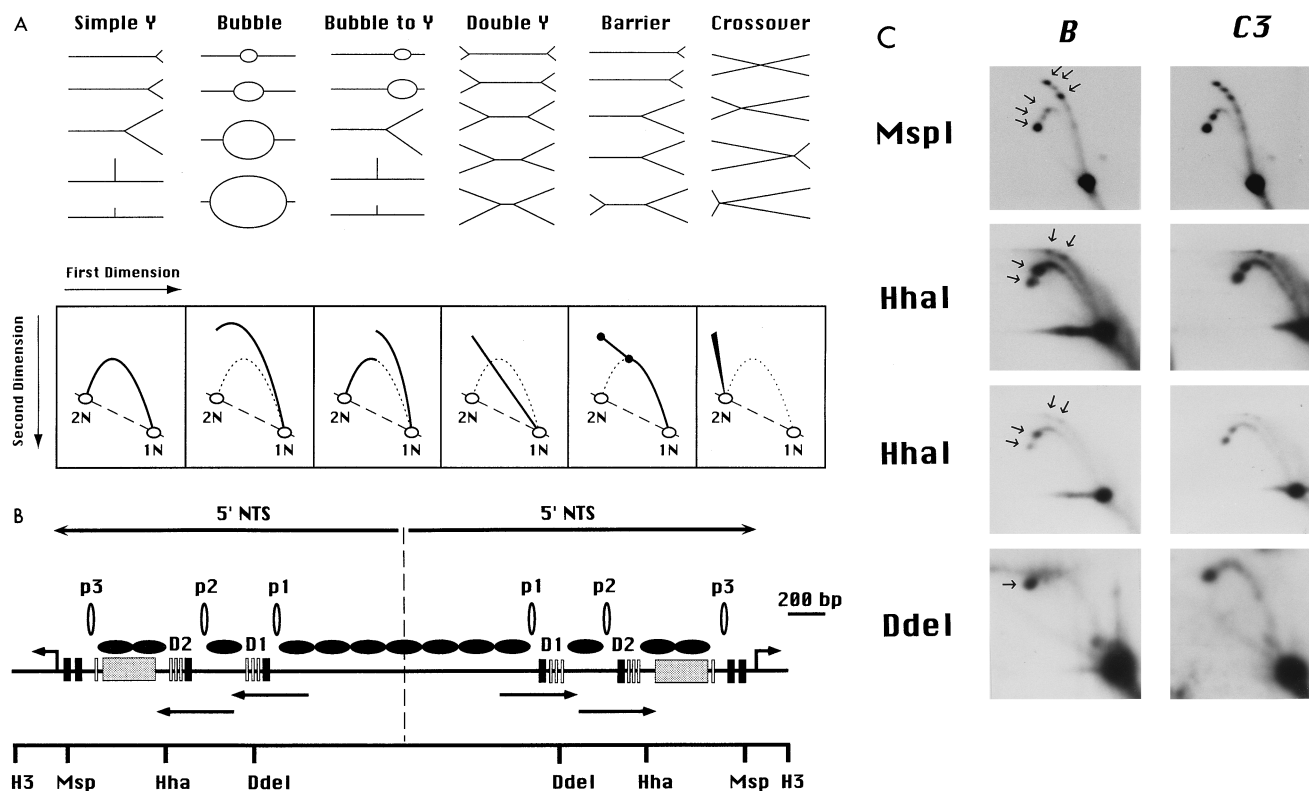 A
Simple Y Bubble Bubble to Y Double Y Barrier Crossover
First Dimension
Second Dimension
2N 1N 2N 1N 2N 1N 2N 1N 2N 1N 2N 1N
B
5' NTS 5' NTS
p3 p2 p1 p1 p2 p3
200 bp
D2 D1 D1 D2
H3 Msp Hha DdeI DdeI Hha Msp H3
C
B C3
MspI
HhaI
HhaI
DdeI